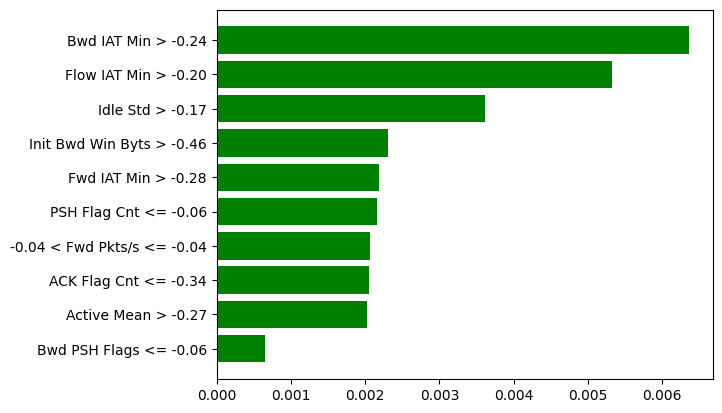 Bwd IAT Min > -0.24
Flow IAT Min > -0.20
Idle Std > -0.17
Init Bwd Win Byts > -0.46
Fwd IAT Min > -0.28
PSH Flag Cnt <= -0.06
-0.04 < Fwd Pkts/s <= -0.04
ACK Flag Cnt <= -0.34
Active Mean > -0.27
Bwd PSH Flags <= -0.06
0.000 0.001 0.002 0.003 0.004 0.005 0.006